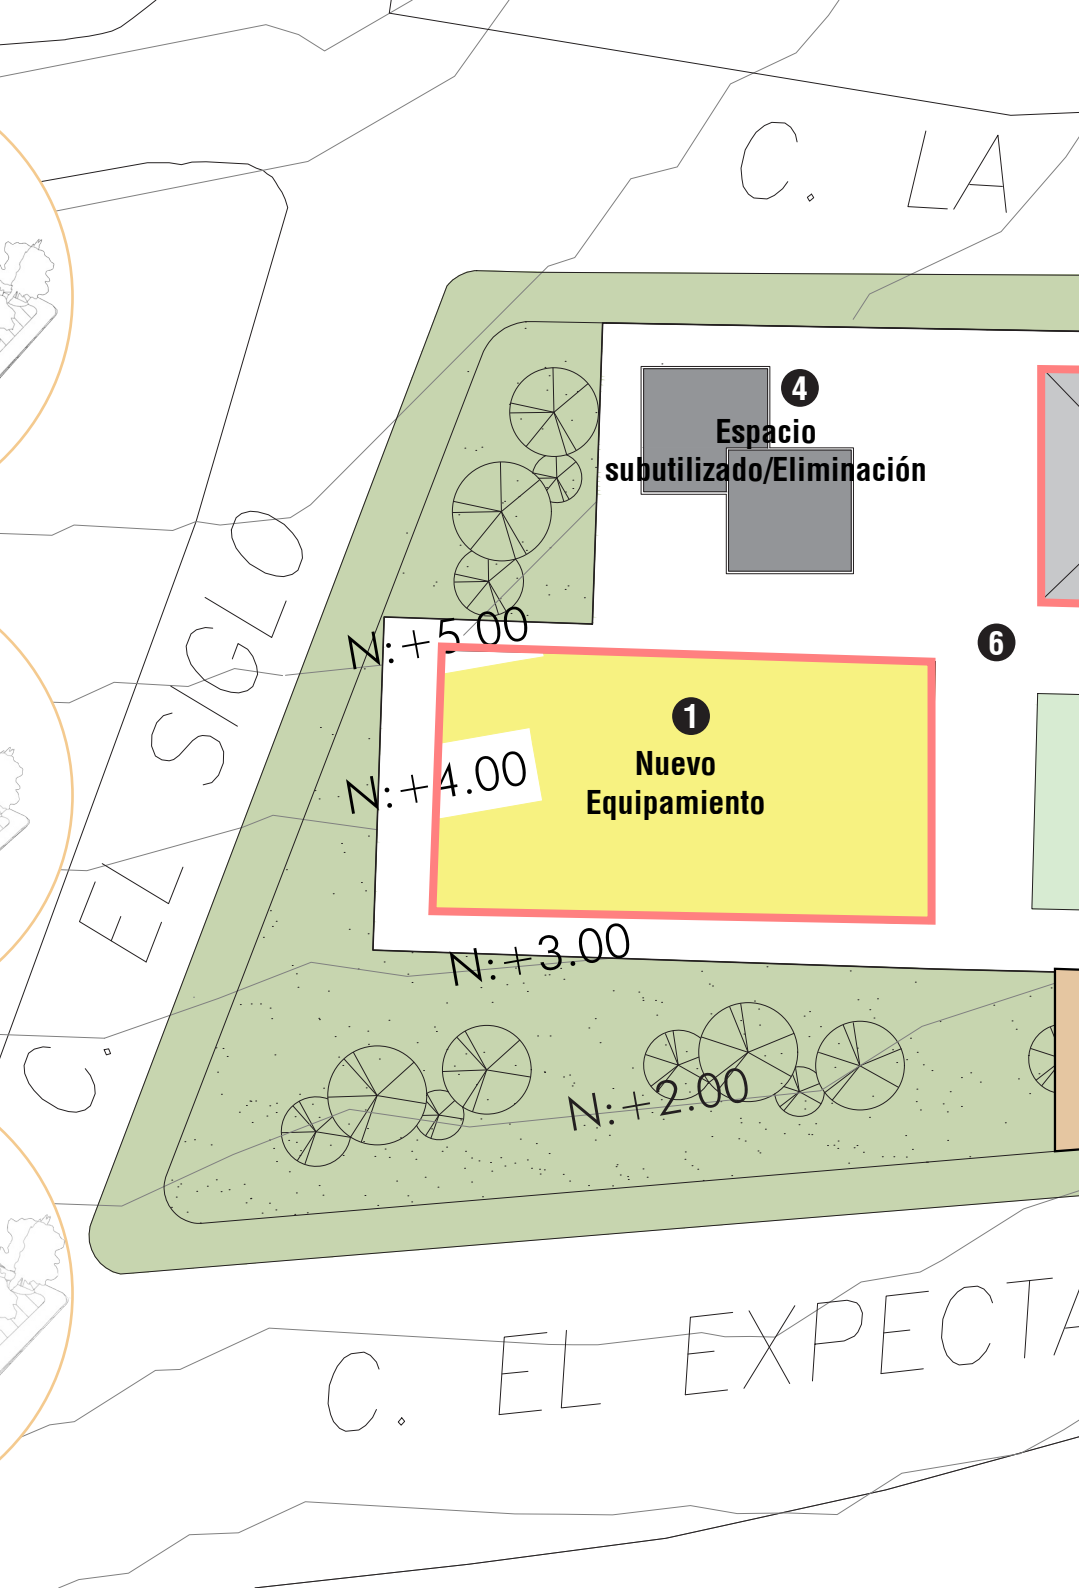 C. LA
4
Espacio
subutilizado/Eliminación
C. EL SIGLO
N:+5.00
6
1
Nuevo
Equipamiento
N:+4.00
N:+3.00
N:+2.00
C. EL EXPECTA